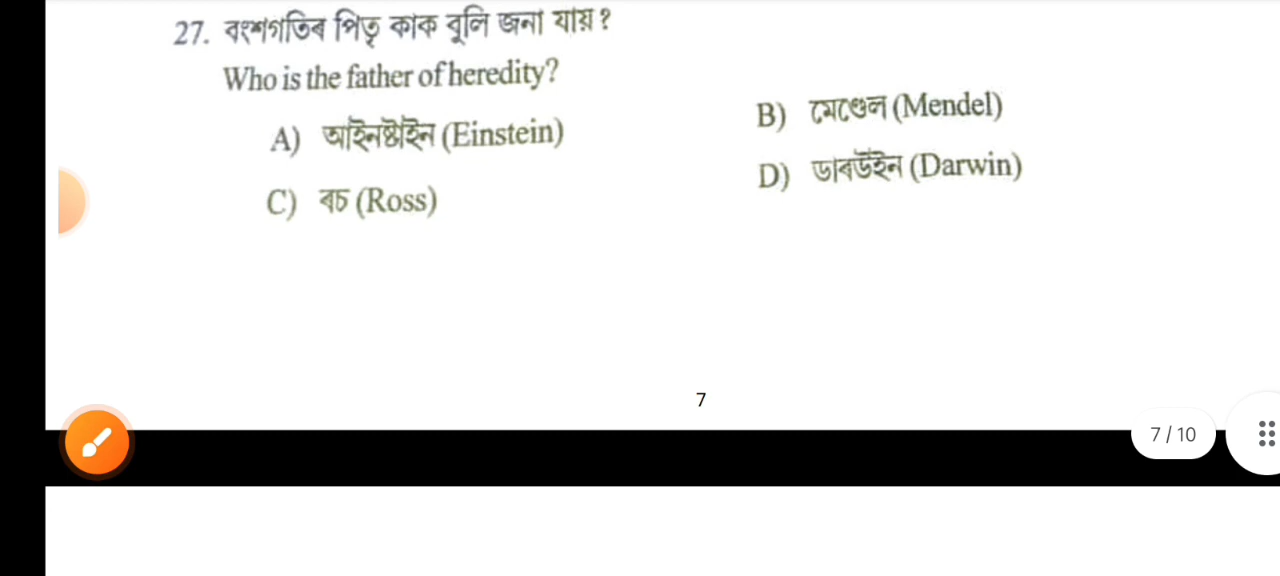 27. বংশগতিৰ পিতৃ কাক বুলি জনা যায়?
Who is the father of heredity?
A) আইনষ্টাইন (Einstein)
B) মেণ্ডেল (Mendel)
C) ৰচ (Ross)
D) ডাৰউইন (Darwin)
7
7 / 10